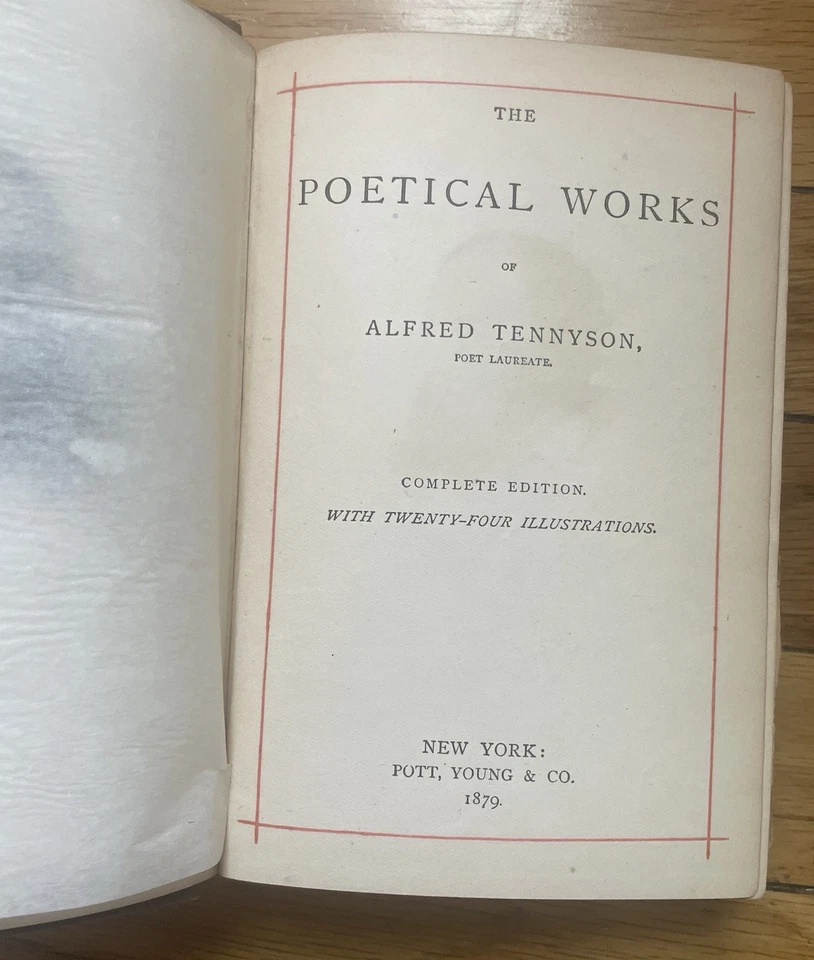 THE
POETICAL WORKS
OF
ALFRED TENNYSON,
POET LAUREATE.
COMPLETE EDITION.
WITH TWENTY-FOUR ILLUSTRATIONS.
NEW YORK:
POTT, YOUNG & CO.
1879.